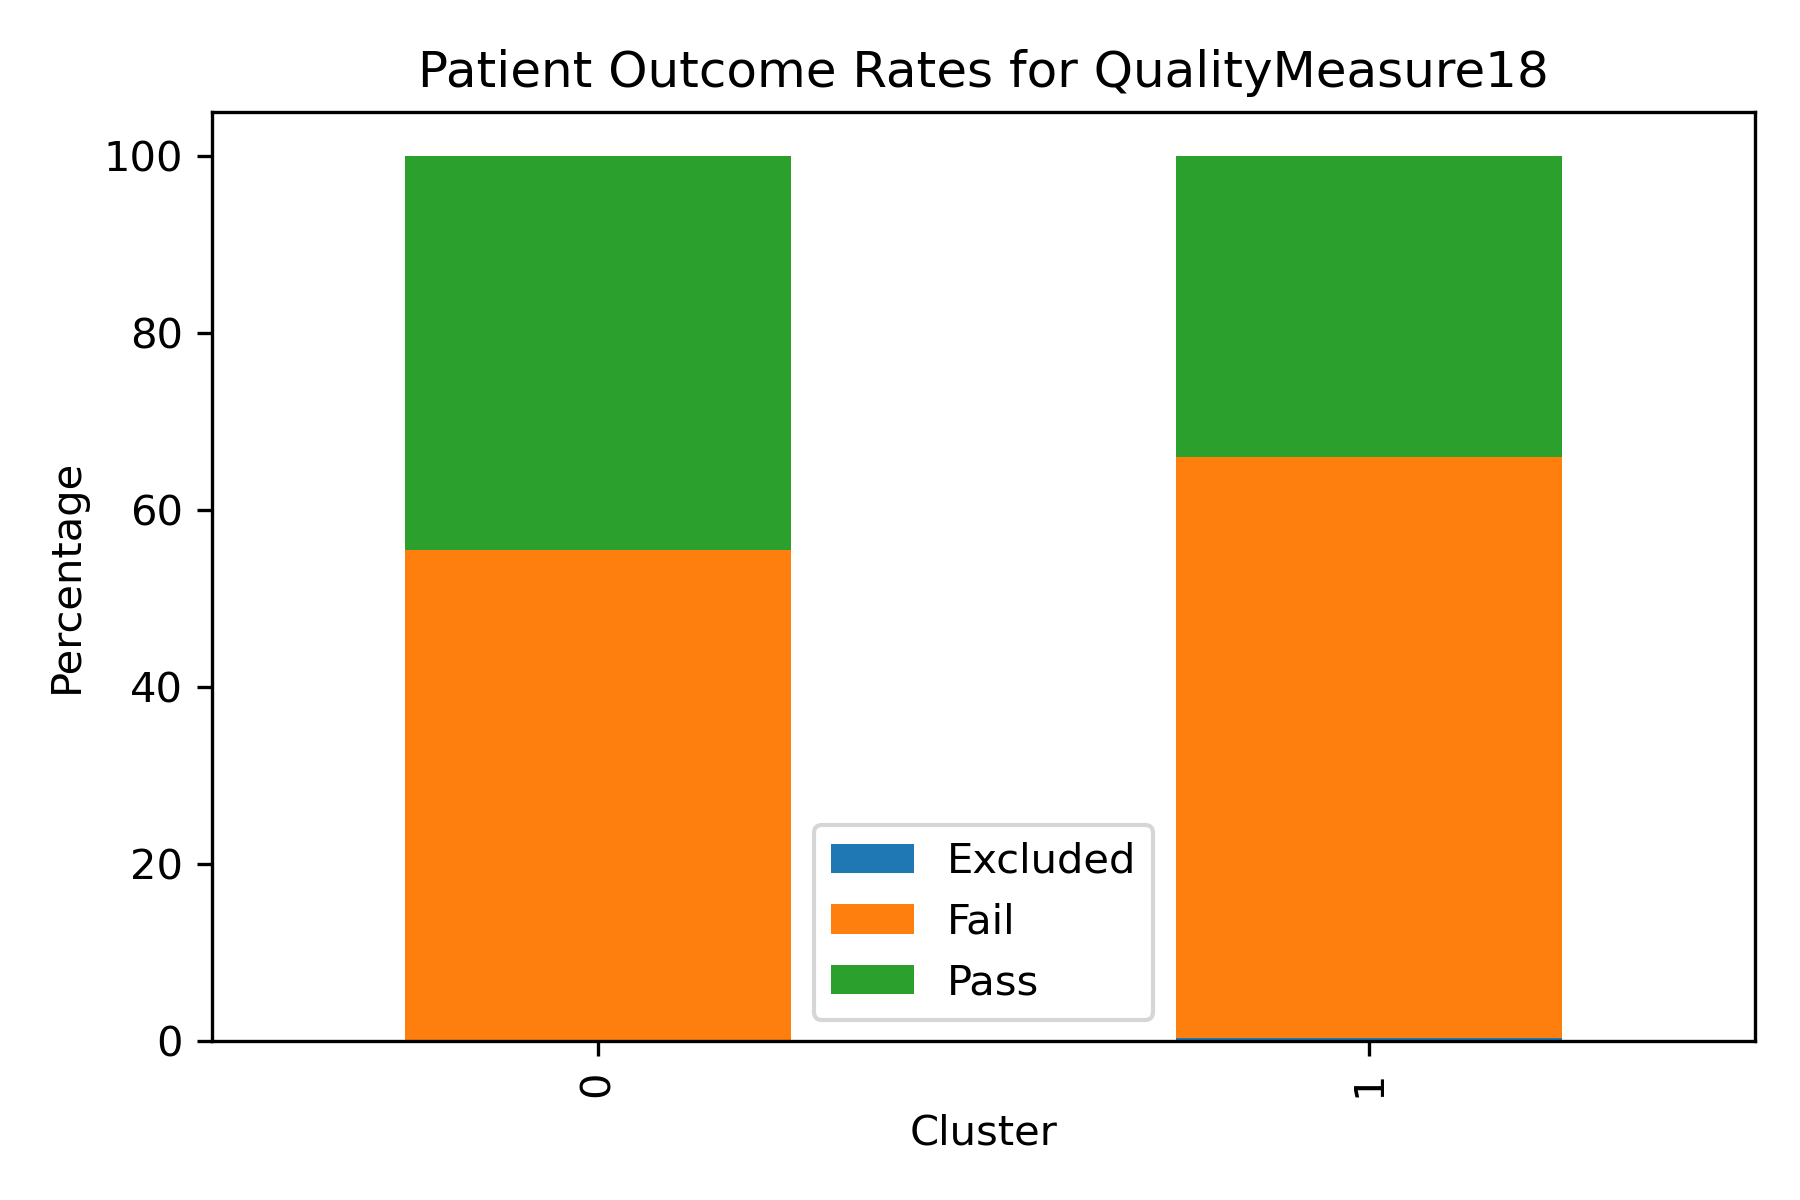 Patient Outcome Rates for QualityMeasure18
100
80
60
40
20
0
Percentage
Excluded
Fail
Pass
0
1
Cluster